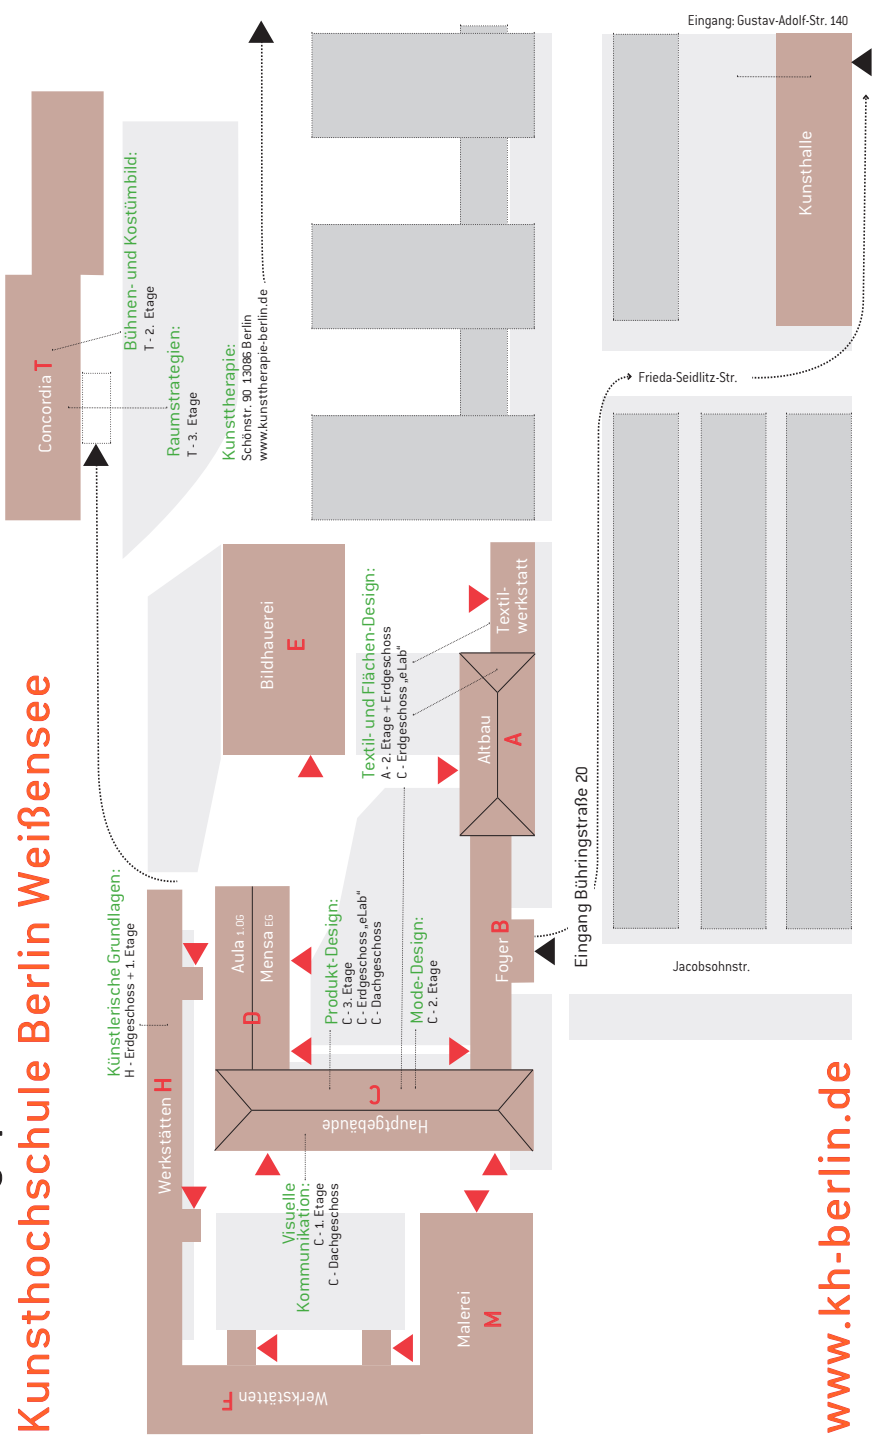 Kunsthochschule Berlin Weißensee
Künstlerische Grundlagen:
H - Erdgeschoss + 1. Etage
Concordia T
Bühnen- und Kostümbild:
T - 2. Etage
Raumstrategien:
T - 3. Etage
Kunsttherapie:
Schönstr. 90 13086 Berlin
www.kunsttherapie-berlin.de
Werkstätten H
Aula 1.OG
Mensa EG
D
Bildhauerei
E
Visuelle
Kommunikation:
C - 1. Etage
C - Dachgeschoss
Hauptgebäude
C
Produkt-Design:
C - 3. Etage
C - Erdgeschoss „eLab“
C - Dachgeschoss
Mode-Design:
C - 2. Etage
Textil- und Flächen-Design:
A - 2. Etage + Erdgeschoss
C - Erdgeschoss „eLab“
Werkstätten F
Malerei
M
Foyer B
Altbau
A
Textil-
werkstatt
Eingang Bühringstraße 20
Frieda-Seidlitz-Str.
Jacobsohnstr.
Kunsthalle
Eingang: Gustav-Adolf-Str. 140
www.kh-berlin.de